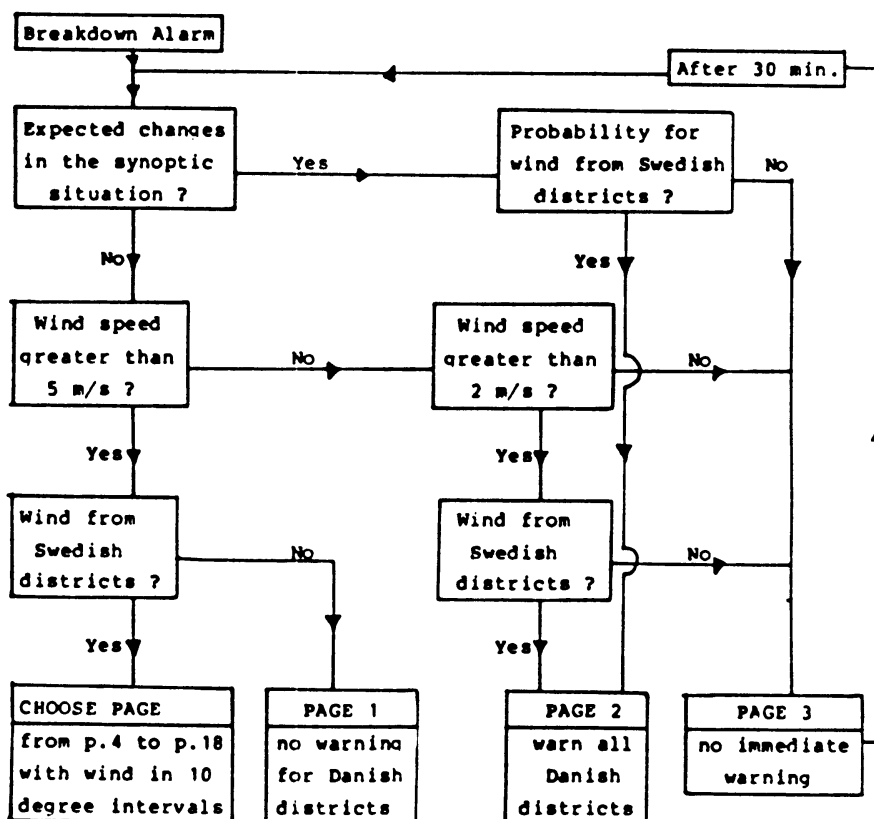 Breakdown Alarm
After 30 min.
Expected changes
in the synoptic
situation ?
Yes
Probability for
wind from Swedish
districts ?
No
No
Yes
Wind speed
greater than
5 m/s ?
No
Wind speed
greater than
2 m/s ?
No
Yes
Yes
Wind from
Swedish
districts ?
No
Wind from
Swedish
districts ?
No
Yes
Yes
CHOOSE PAGE
from p.4 to p.18
with wind in 10
degree intervals
PAGE 1
no warning
for Danish
districts
PAGE 2
warn all
Danish
districts
PAGE 3
no immediate
warning